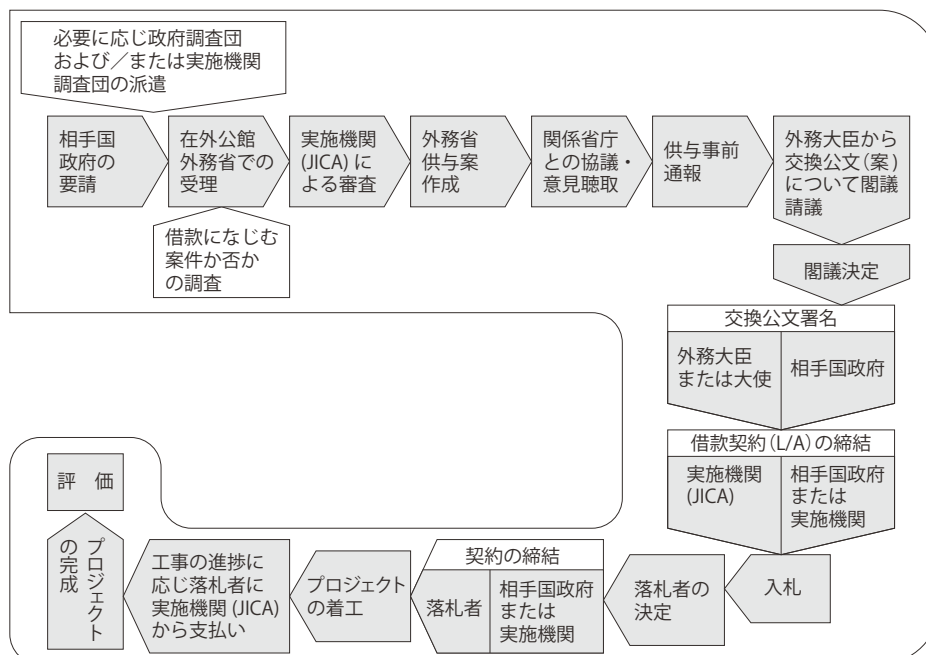 必要に応じ政府調査団
および／または実施機関
調査団の派遣
相手国
政府の
要請
在外公館
外務省での
受理
借款になじむ
案件か否か
の調査
実施機関
(JICA) に
よる審査
外務省
供与案
作成
関係省庁
との協議・
意見聴取
供与事前
通報
外務大臣から
交換公文（案）
について閣議
請議
閣議決定
交換公文署名
外務大臣
または大使
相手国政府
借款契約（L/A）の締結
実施機関
(JICA)
相手国政府
または
実施機関
入札
落札者の
決定
契約の締結
落札者
相手国政府
または
実施機関
プロジェクト
の着工
工事の進捗に
応じ落札者に
実施機関 (JICA)
から支払い
プロジェクト
の完成
評　価